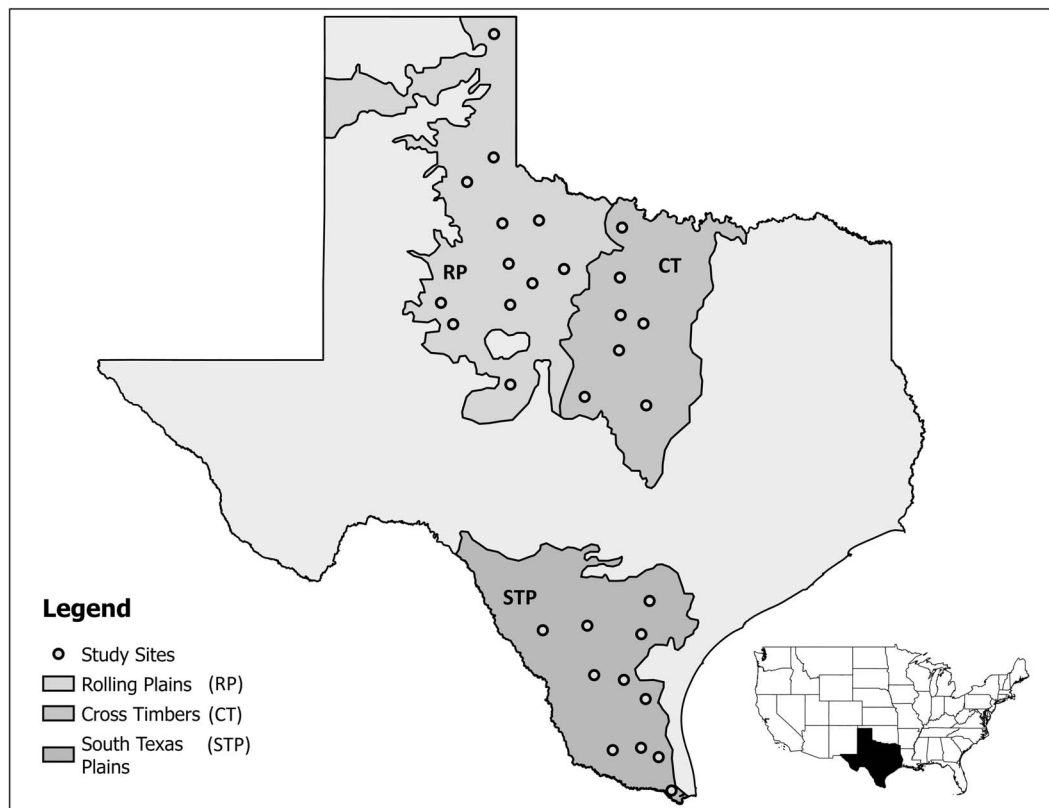 RP
CT
STP
Legend
Study Sites
Rolling Plains (RP)
Cross Timbers (CT)
South Texas (STP)
Plains